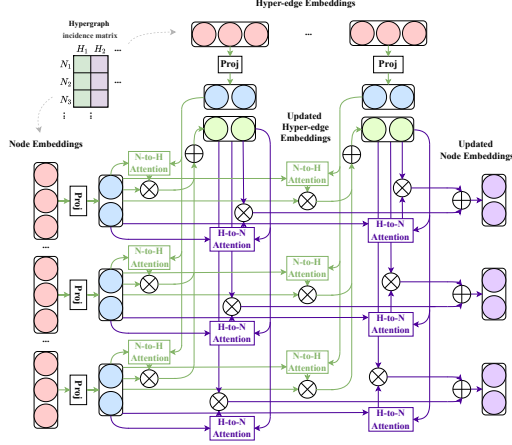 Hyper-edge Embeddings
Hypergraph
incidence matrix
H1 H2 ...
N1
N2 ...
N3
⋮ ⋮
...
Proj
Proj
Updated
Hyper-edge
Embeddings
Updated
Node Embeddings
Node Embeddings
N-to-H
Attention
N-to-H
Attention
Proj
H-to-N
Attention
H-to-N
Attention
...
N-to-H
Attention
N-to-H
Attention
Proj
H-to-N
Attention
H-to-N
Attention
...
N-to-H
Attention
N-to-H
Attention
Proj
H-to-N
Attention
H-to-N
Attention